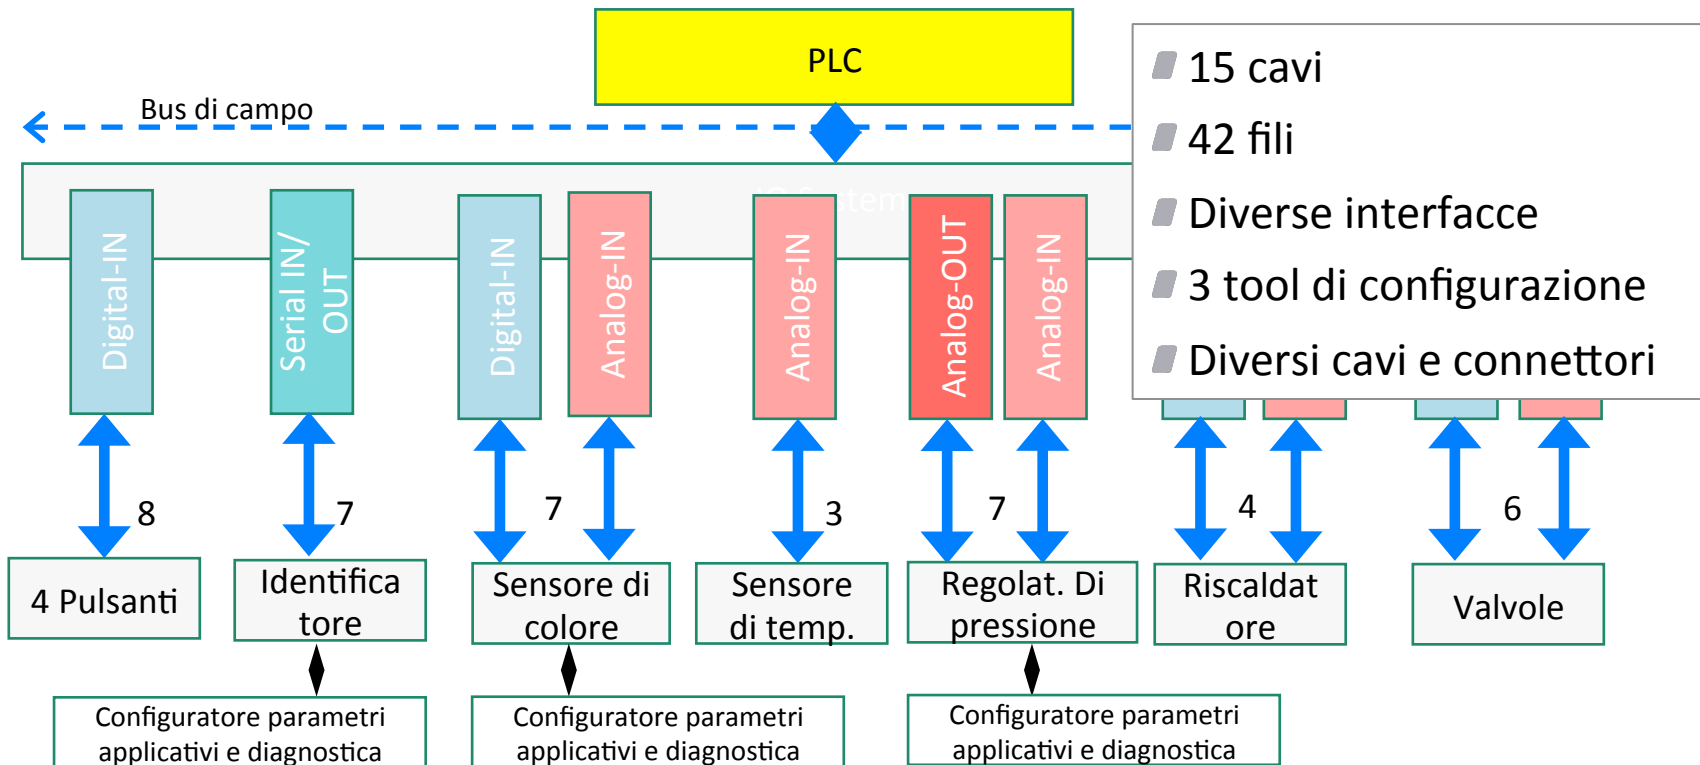 PLC
Bus di campo
15 cavi
42 fili
Diverse interfacce
3 tool di configurazione
Diversi cavi e connettori
Digital-IN
Serial IN/
OUT
Digital-IN
Analog-IN
Analog-IN
Analog-OUT
Analog-IN
8
7
7
3
7
4
6
4 Pulsanti
Identifica
tore
Sensore di
colore
Sensore
di temp.
Regolat. Di
pressione
Riscaldat
ore
Valvole
Configuratore parametri
applicativi e diagnostica
Configuratore parametri
applicativi e diagnostica
Configuratore parametri
applicativi e diagnostica